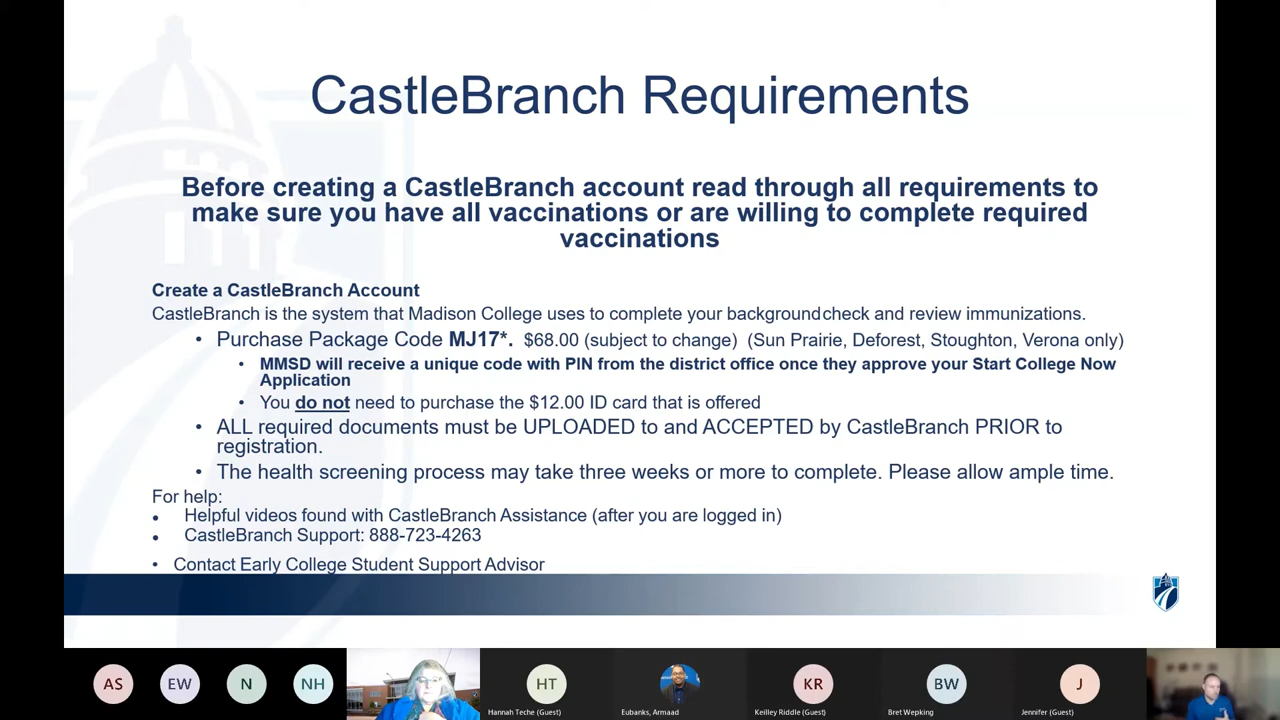 CastleBranch Requirements
Before creating a CastleBranch account read through all requirements to
make sure you have all vaccinations or are willing to complete required
vaccinations
Create a CastleBranch Account
CastleBranch is the system that Madison College uses to complete your background check and review immunizations.
• Purchase Package Code MJ17*. $68.00 (subject to change) (Sun Prairie, Deforest, Stoughton, Verona only)
• MMSD will receive a unique code with PIN from the district office once they approve your Start College Now
Application
• You do not need to purchase the $12.00 ID card that is offered
• ALL required documents must be UPLOADED to and ACCEPTED by CastleBranch PRIOR to
registration.
• The health screening process may take three weeks or more to complete. Please allow ample time.
For help:
• Helpful videos found with CastleBranch Assistance (after you are logged in)
• CastleBranch Support: 888-723-4263
• Contact Early College Student Support Advisor
AS EW N NH HT KR BW J
Hannah Teche (Guest) Eubanks, Armaad Keilley Riddle (Guest) Bret Wepking Jennifer (Guest)